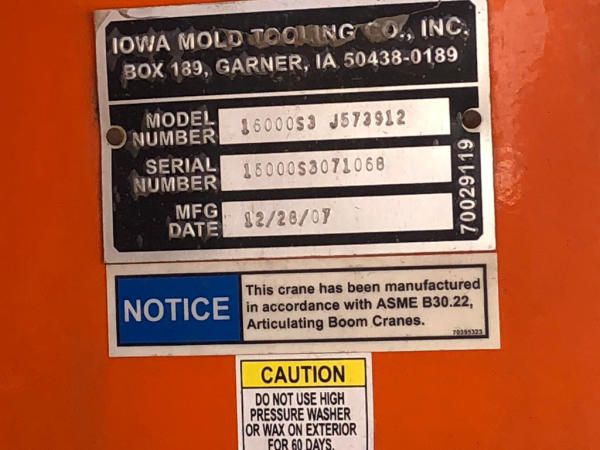 IOWA MOLD TOOLING CO., INC.
BOX 189, GARNER, IA 50438-0189
MODEL NUMBER 16000S3 J573912
SERIAL NUMBER 16000S3071068
MFG DATE 12/28/07
70029119
NOTICE
This crane has been manufactured
in accordance with ASME B30.22,
Articulating Boom Cranes.
70395323
CAUTION
DO NOT USE HIGH
PRESSURE WASHER
OR WAX ON EXTERIOR
FOR 60 DAYS.